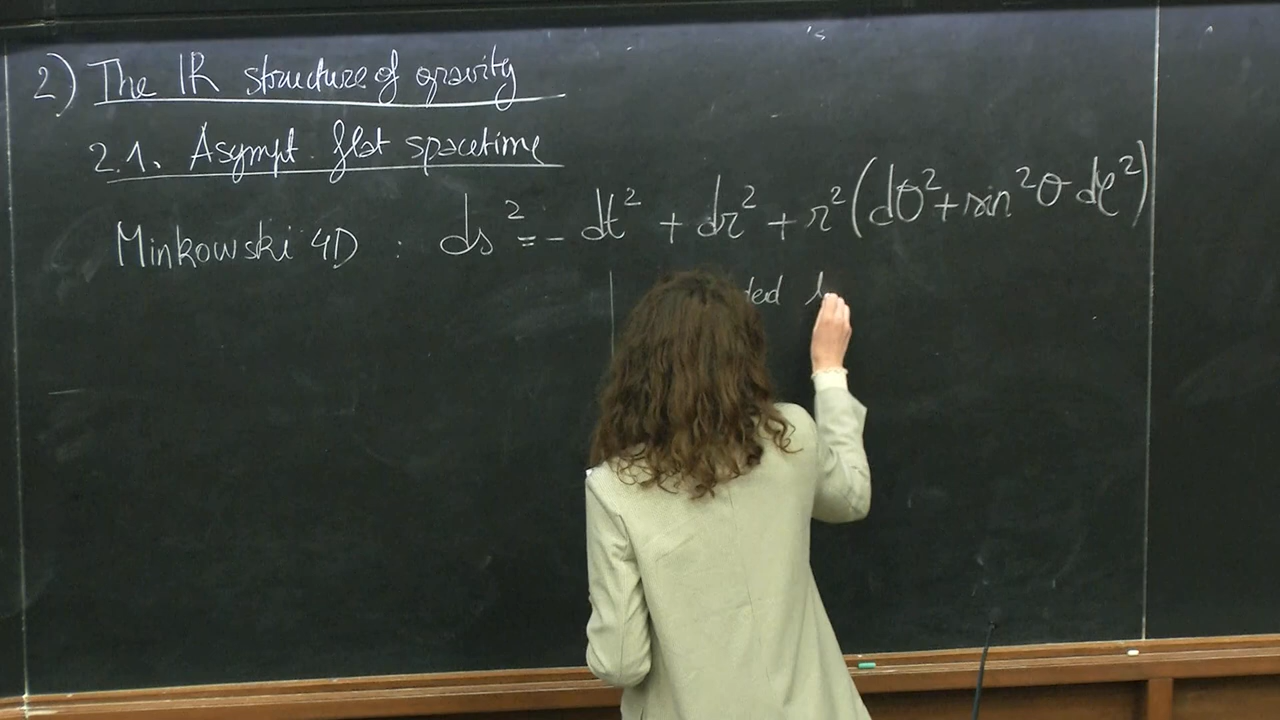 2) The IR structure of gravity
2.1. Asympt. flat spacetime
Minkowski 4D : ds² = - dt² + dr² + r² (dθ² + sin²θ dφ²)